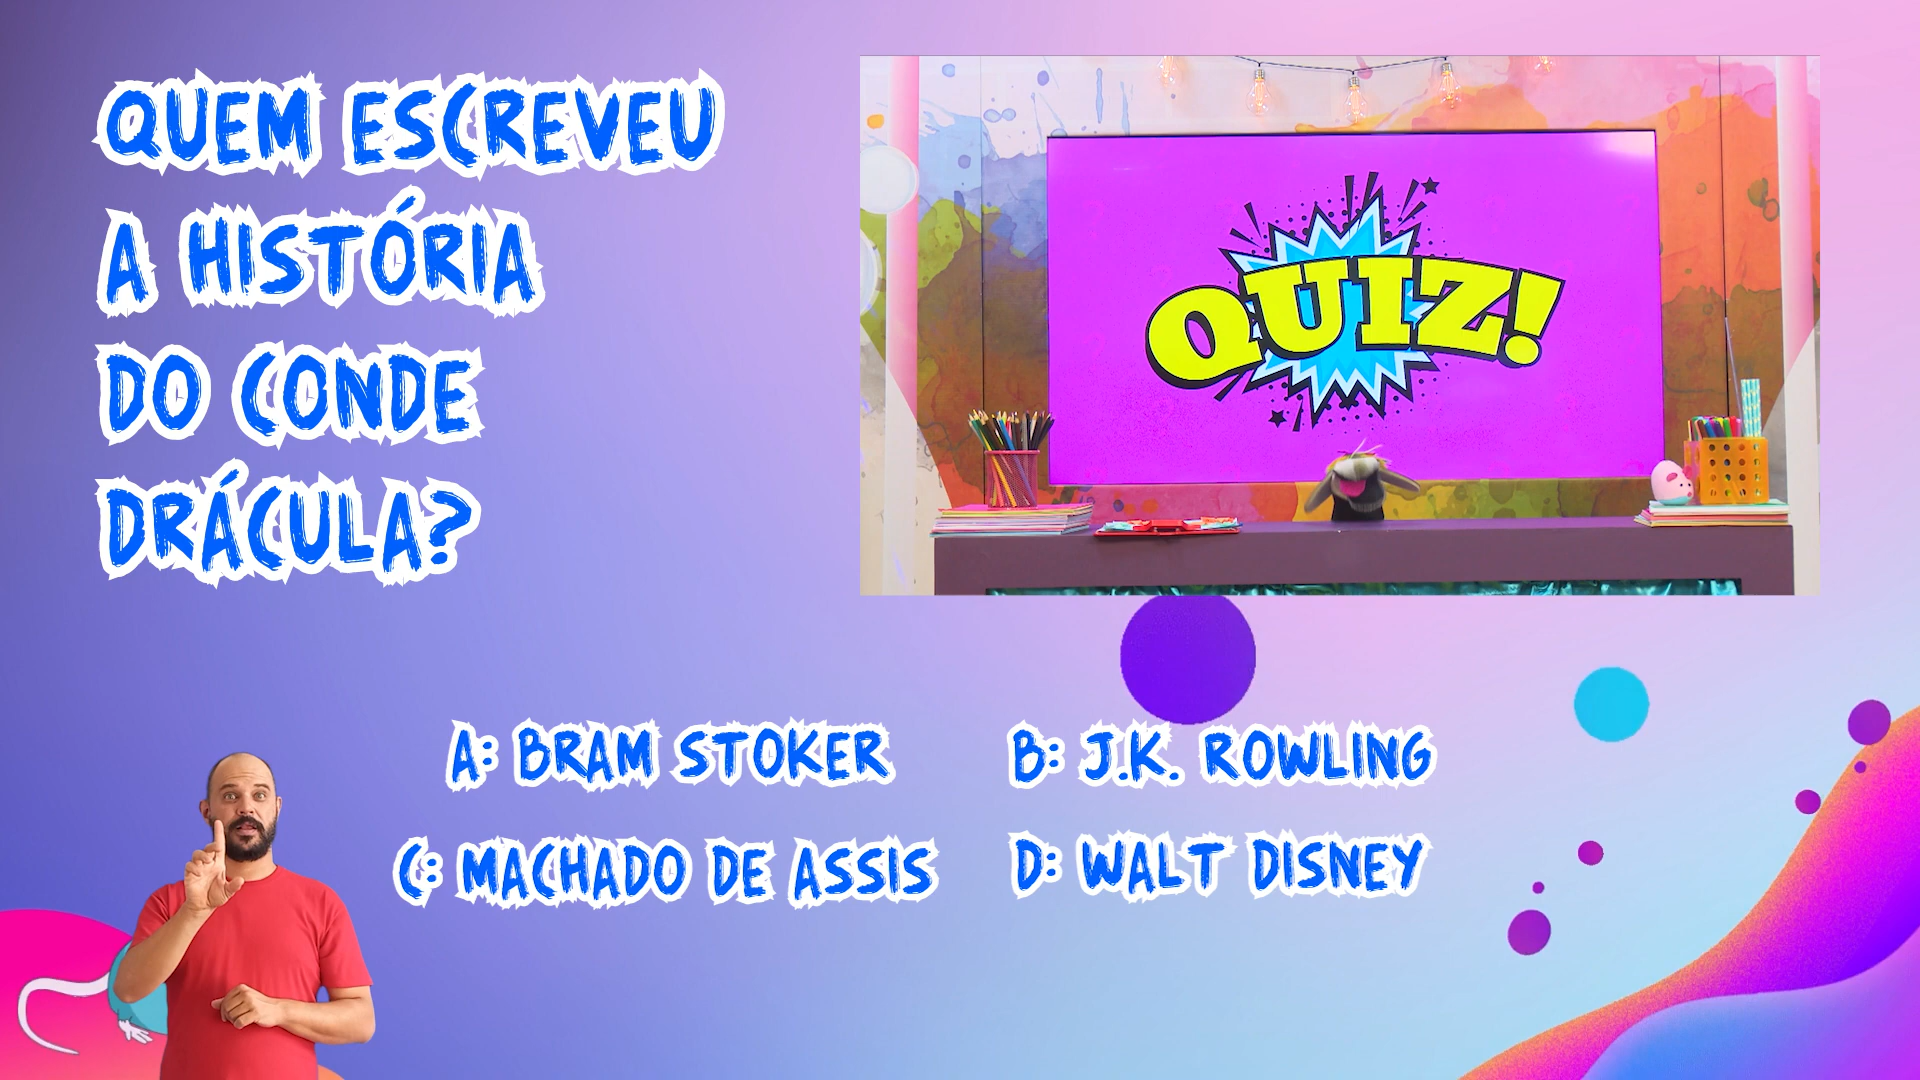 QUEM ESCREVEU
A HISTÓRIA
DO CONDE
DRÁCULA?
QUIZ!
A: BRAM STOKER
B: J.K. ROWLING
C: MACHADO DE ASSIS
D: WALT DISNEY